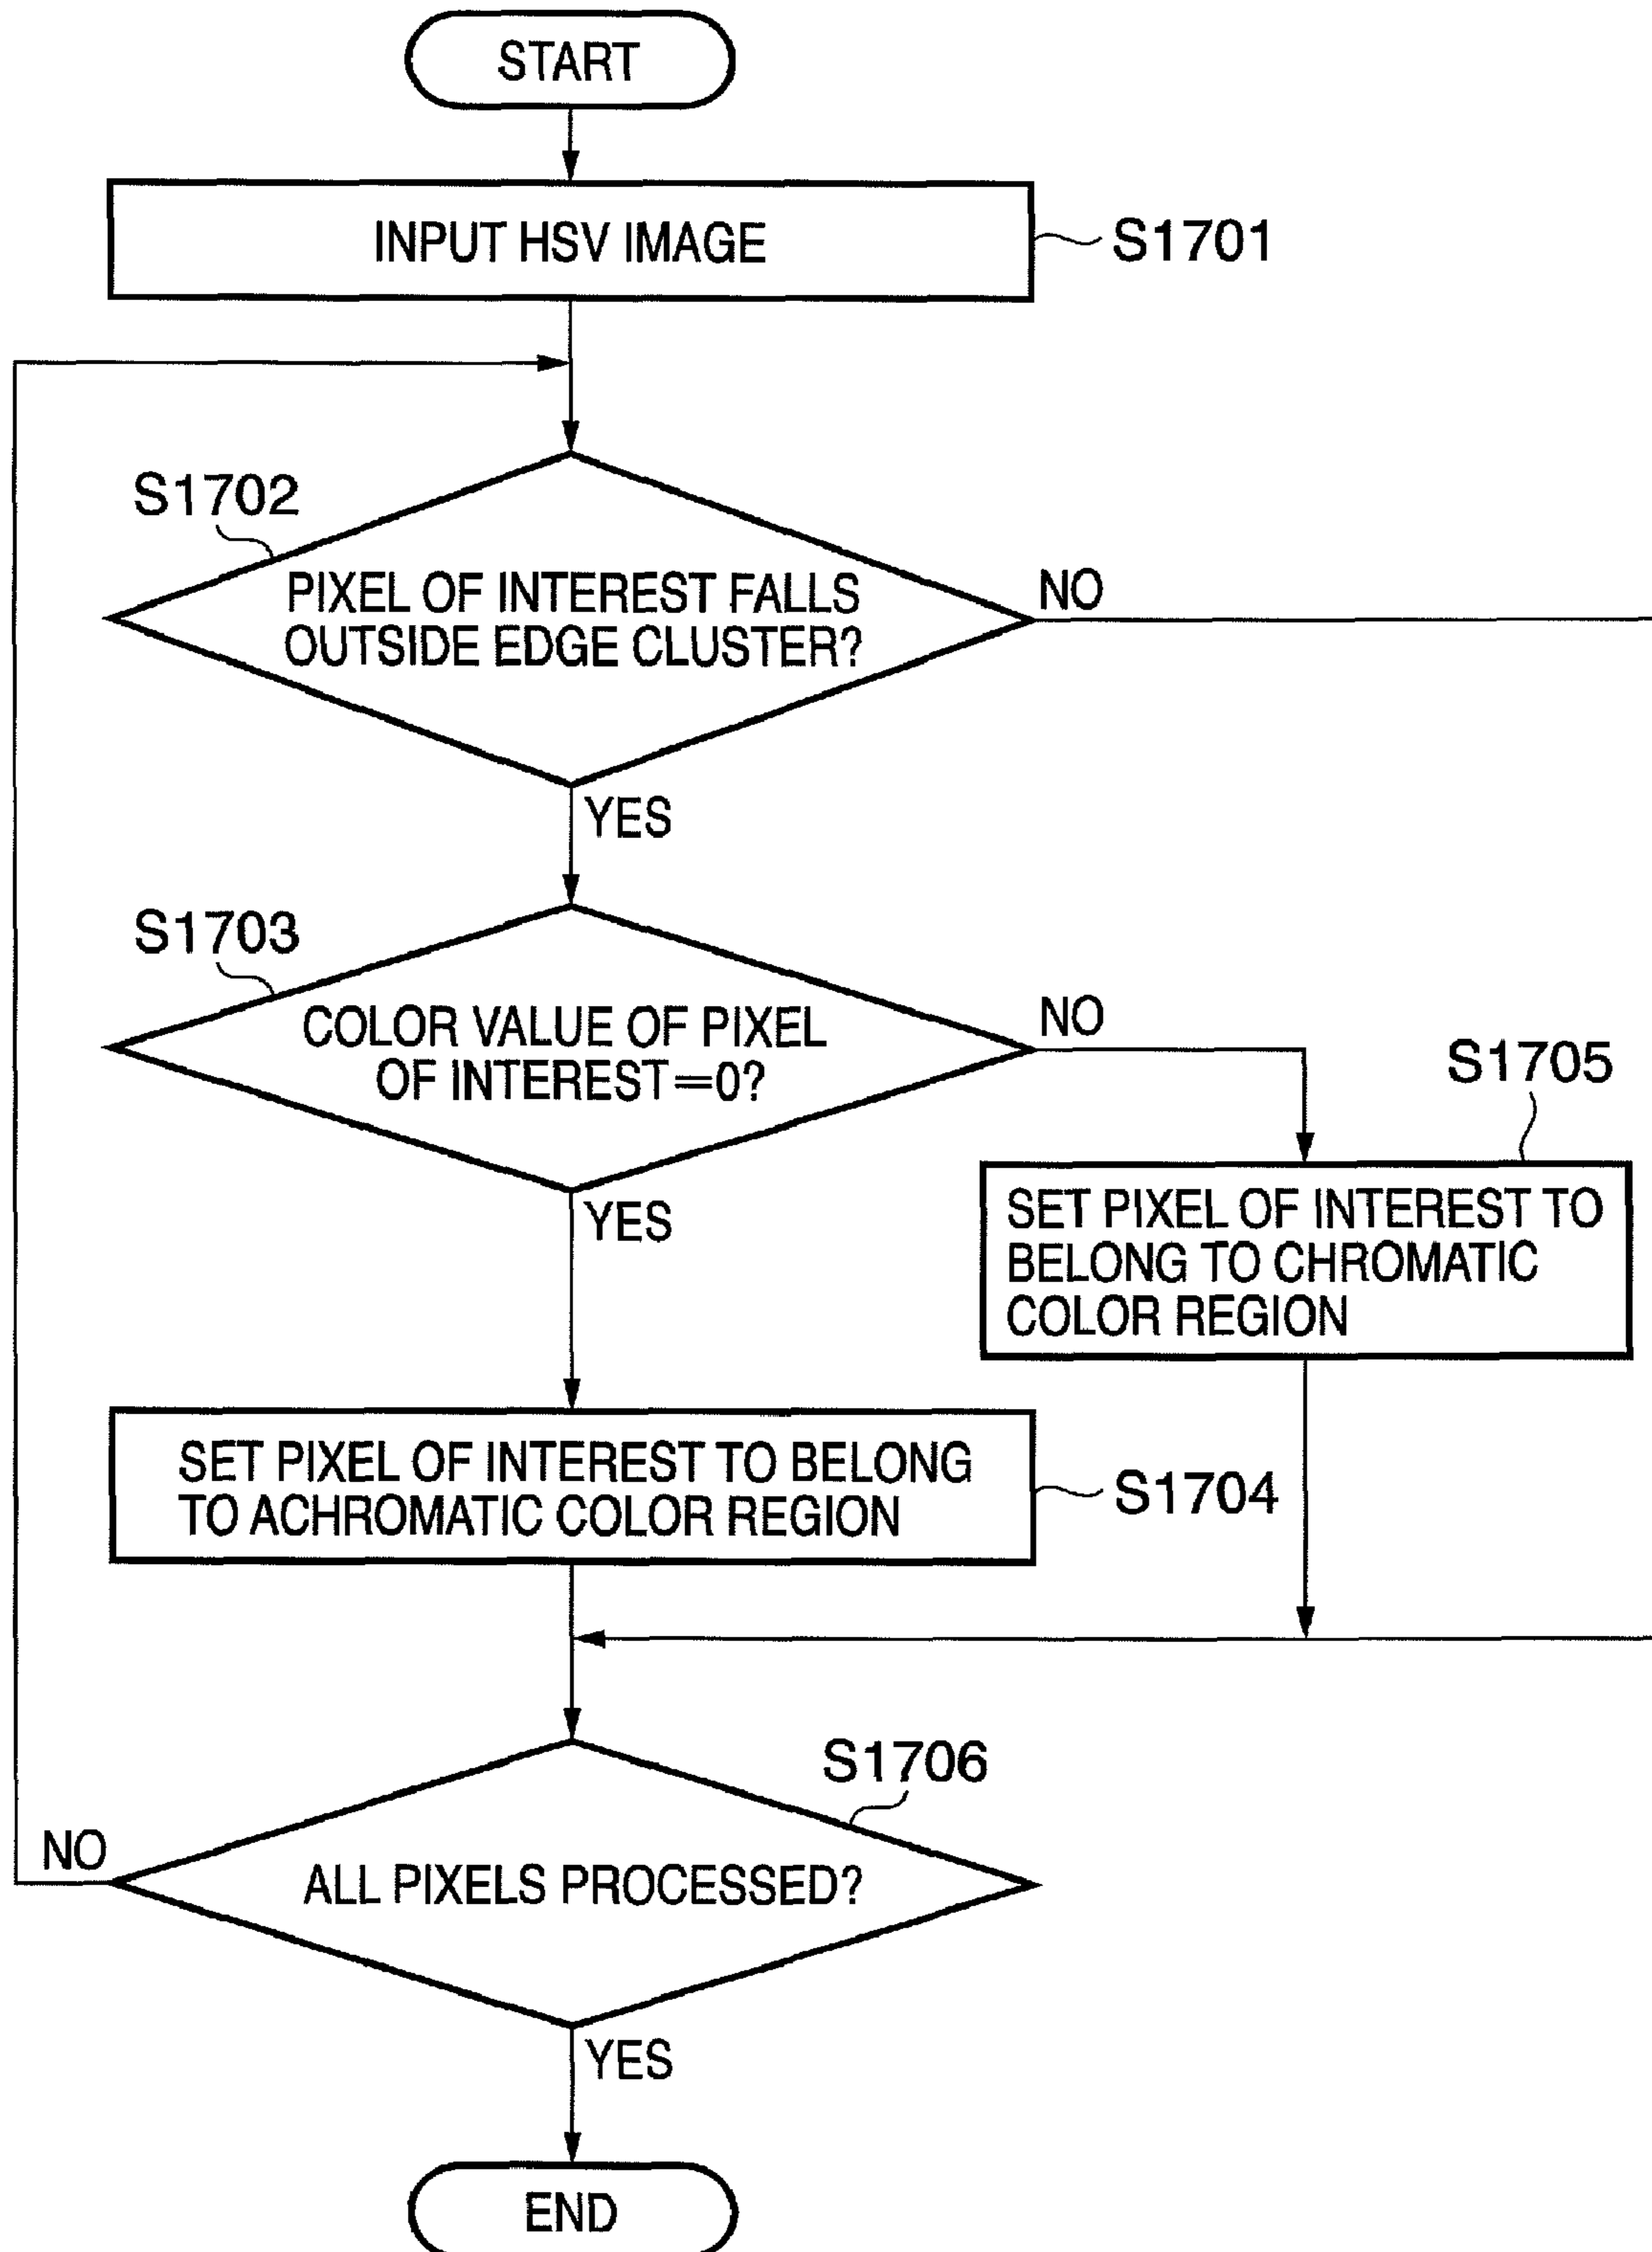 START
INPUT HSV IMAGE
S1701
S1702
PIXEL OF INTEREST FALLS
OUTSIDE EDGE CLUSTER?
NO
YES
S1703
COLOR VALUE OF PIXEL
OF INTEREST=0?
NO
S1705
YES
SET PIXEL OF INTEREST TO
BELONG TO CHROMATIC
COLOR REGION
SET PIXEL OF INTEREST TO BELONG
TO ACHROMATIC COLOR REGION
S1704
S1706
NO
ALL PIXELS PROCESSED?
YES
END